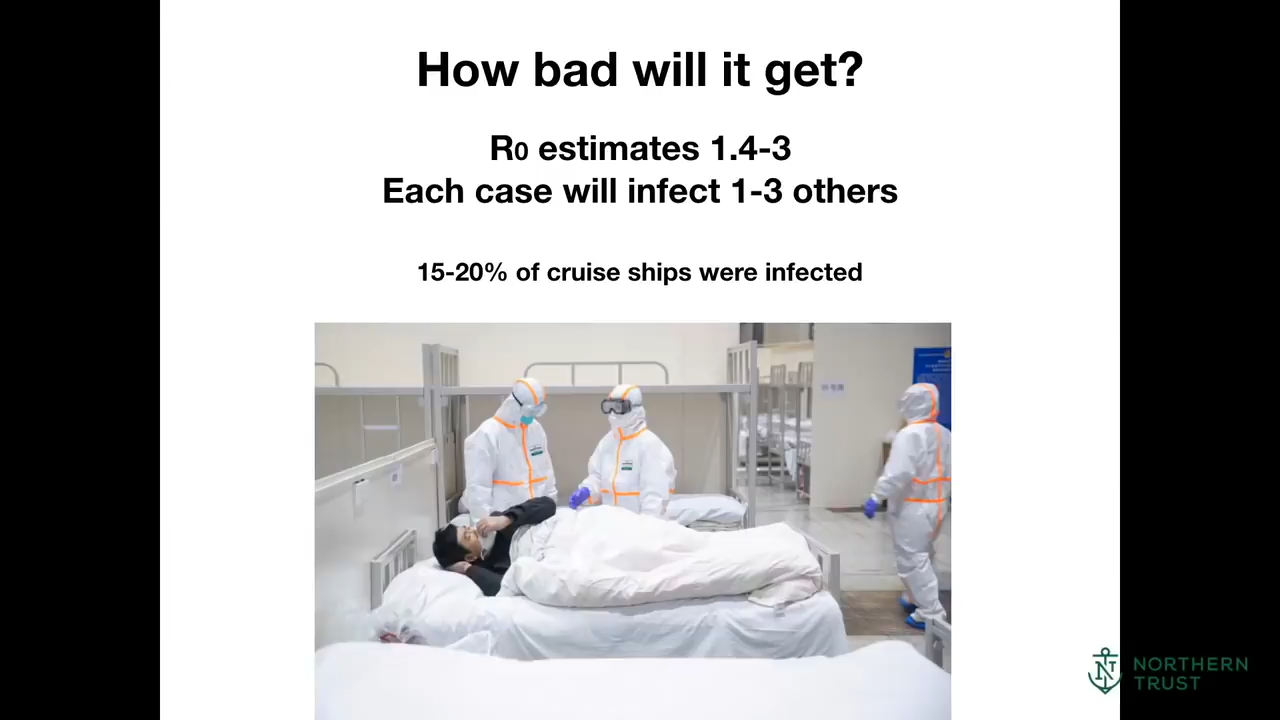 How bad will it get?
R0 estimates 1.4-3
Each case will infect 1-3 others
15-20% of cruise ships were infected
NORTHERN
TRUST